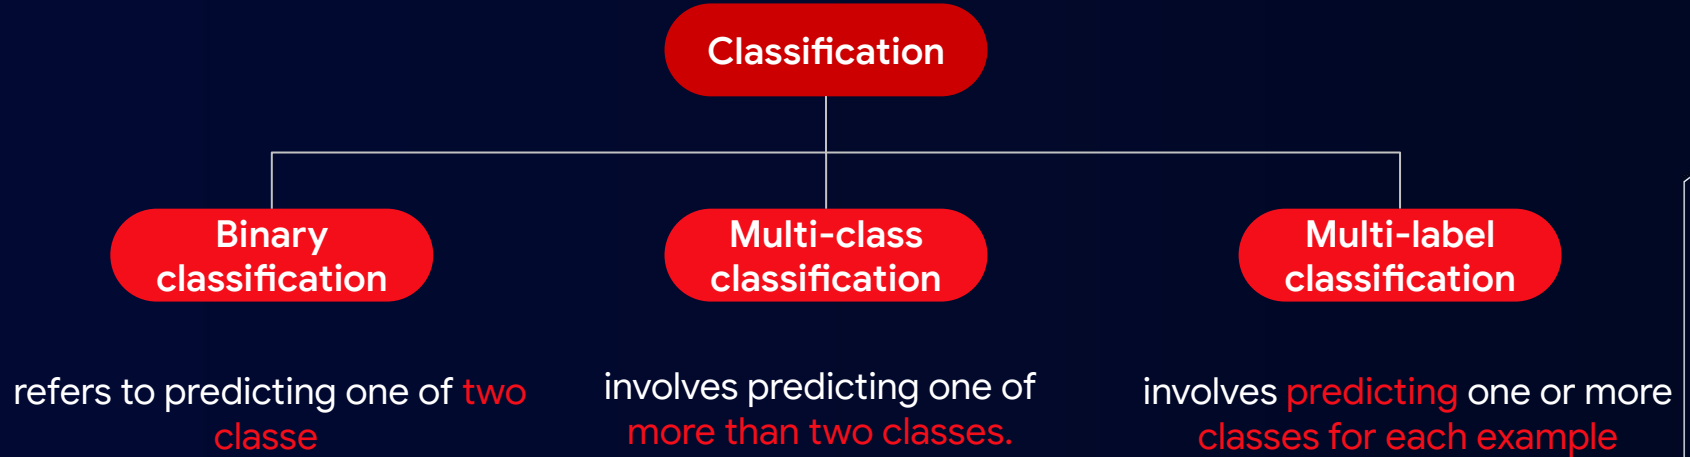 Classification
Binary
classification
Multi-class
classification
Multi-label
classification
refers to predicting one of two
classe
involves predicting one of
more than two classes.
involves predicting one or more
classes for each example